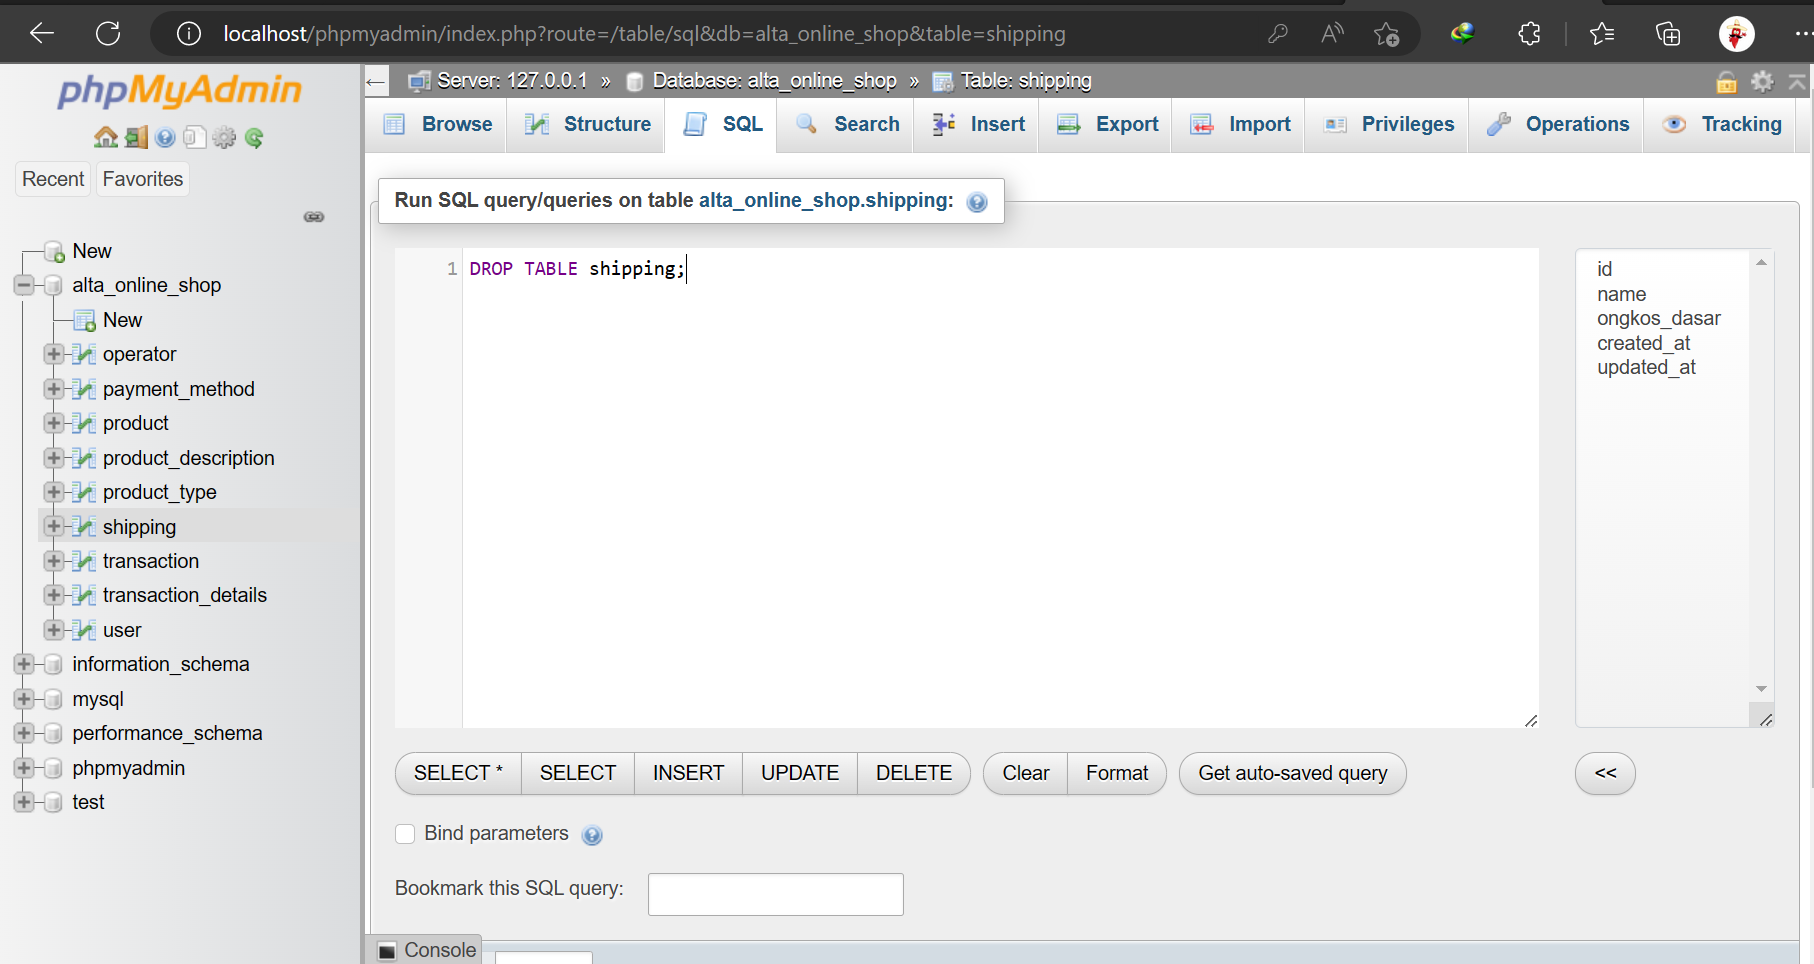 localhost/phpmyadmin/index.php?route=/table/sql&db=alta_online_shop&table=shipping
phpMyAdmin
Recent Favorites
New
alta_online_shop
New
operator
payment_method
product
product_description
product_type
shipping
transaction
transaction_details
user
information_schema
mysql
performance_schema
phpmyadmin
test
Server: 127.0.0.1 » Database: alta_online_shop » Table: shipping
Browse Structure SQL Search Insert Export Import Privileges Operations Tracking
Run SQL query/queries on table alta_online_shop.shipping:
1 DROP TABLE shipping;
id
name
ongkos_dasar
created_at
updated_at
SELECT * SELECT INSERT UPDATE DELETE Clear Format Get auto-saved query <<
Bind parameters
Bookmark this SQL query:
Console